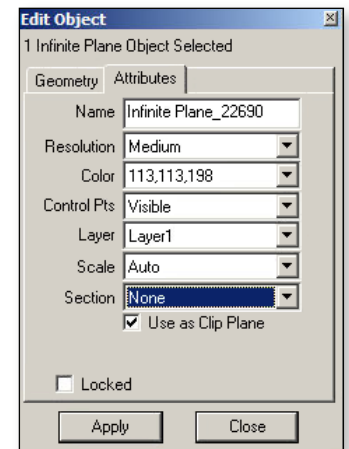 Edit Object
1 Infinite Plane Object Selected
Geometry Attributes
Name Infinite Plane_22690
Resolution Medium
Color 113,113,198
Control Pts Visible
Layer Layer1
Scale Auto
Section None
Use as Clip Plane
Locked
Apply Close